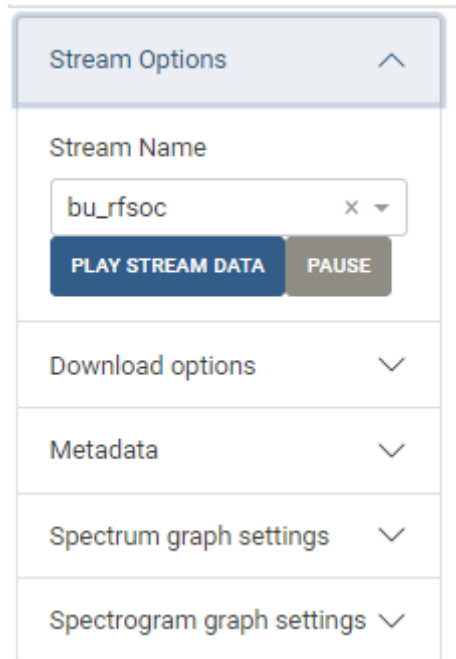 Stream Options
Stream Name
bu_rfsoc
PLAY STREAM DATA PAUSE
Download options
Metadata
Spectrum graph settings
Spectrogram graph settings